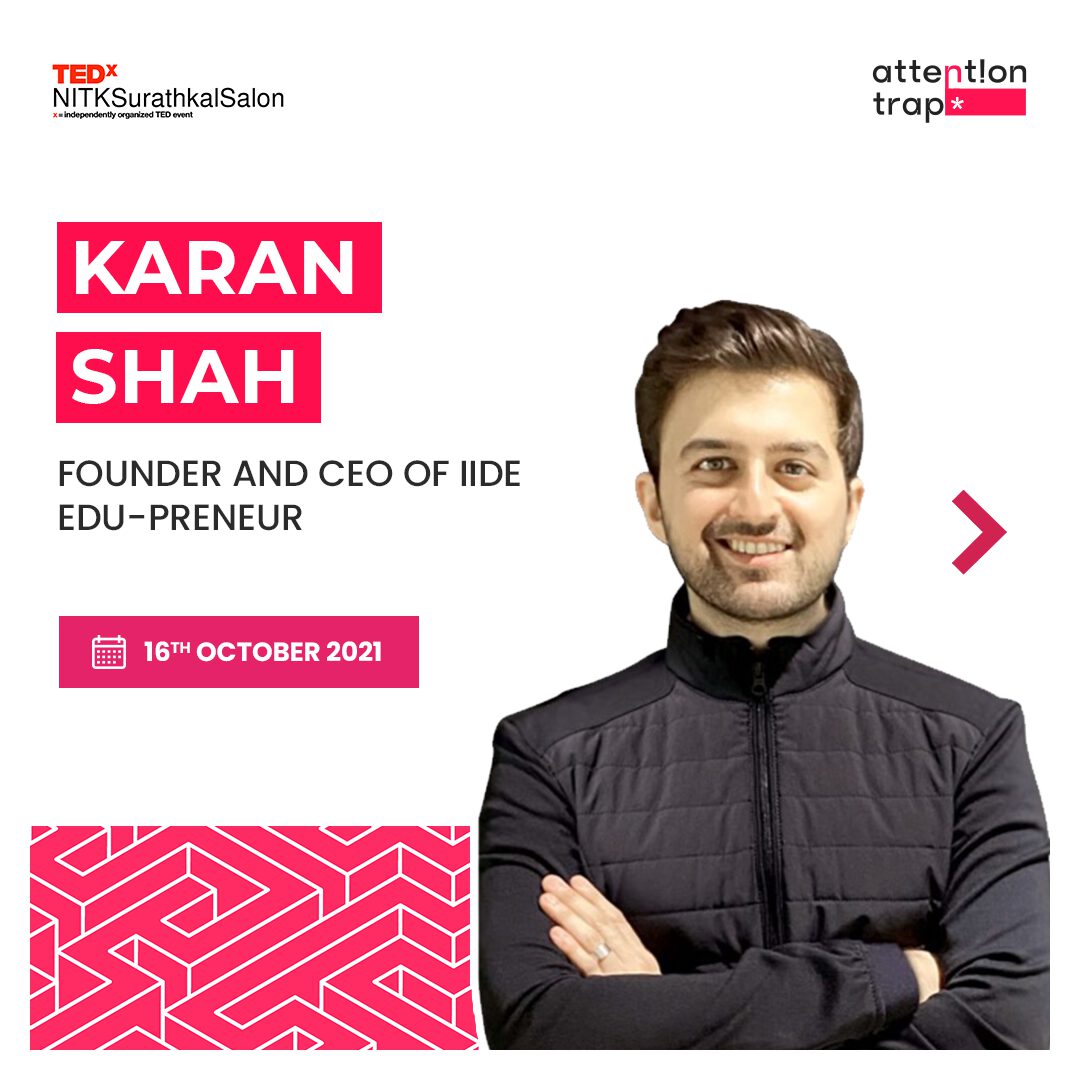 TEDx
NITKSurathkalSalon
x = independently organized TED event
attent!on
trap*
KARAN
SHAH
FOUNDER AND CEO OF IIDE
EDU-PRENEUR
16TH OCTOBER 2021